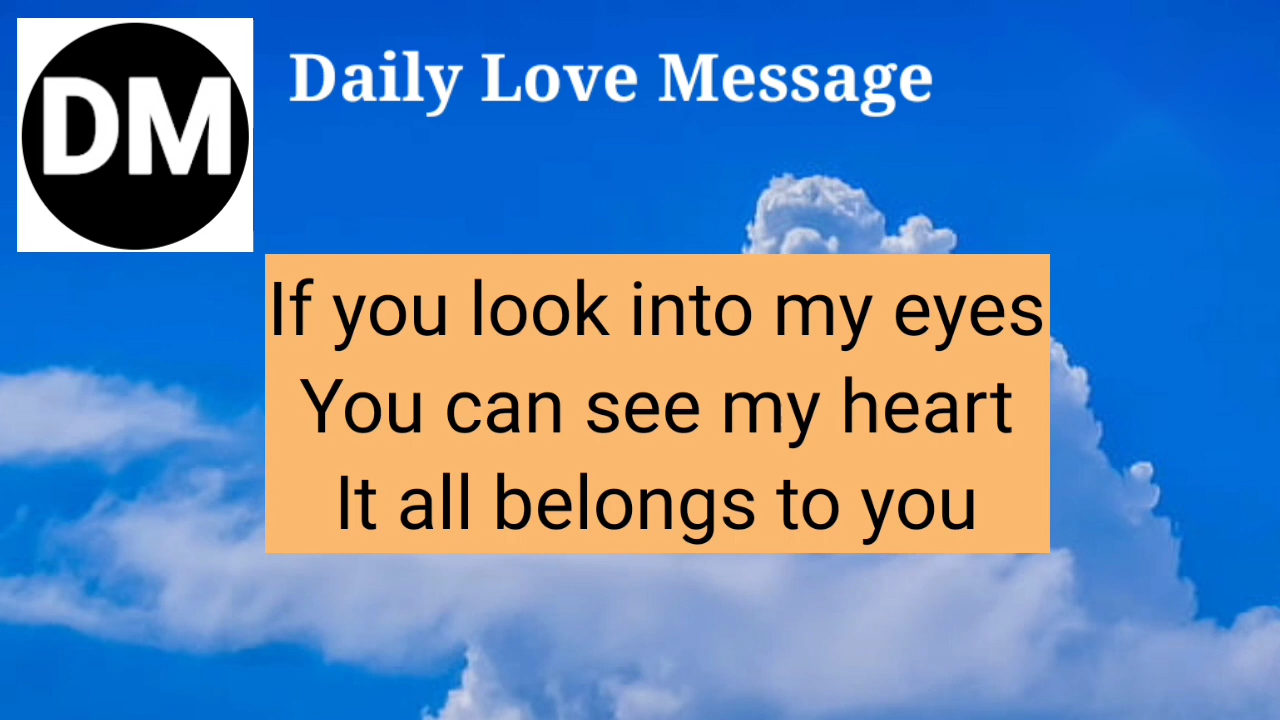 DM
Daily Love Message
If you look into my eyes
You can see my heart
It all belongs to you